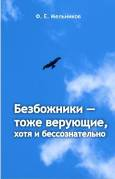 Ф. Е. Мельников
Безбожники —
тоже верующие,
хотя и бессознательно